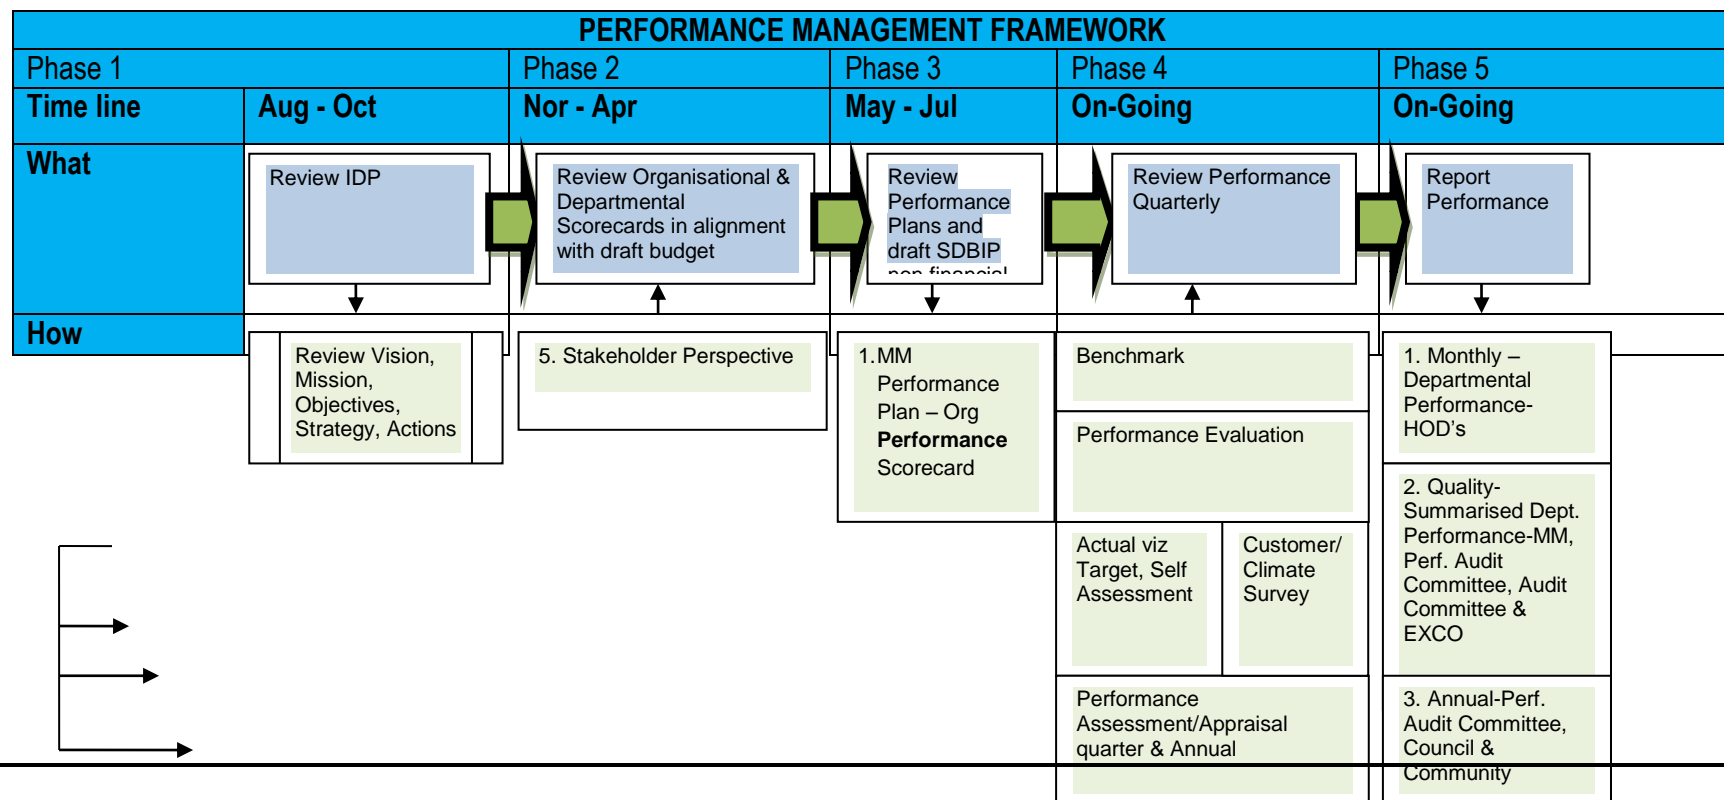 PERFORMANCE MANAGEMENT FRAMEWORK
Phase 1
Phase 2
Phase 3
Phase 4
Phase 5
Time line
Aug - Oct
Nor - Apr
May - Jul
On-Going
On-Going
What
Review IDP
Review Organisational &
Departmental
Scorecards in alignment
with draft budget
Review
Performance
Plans and
draft SDBIP
non financial
Review Performance
Quarterly
Report
Performance
How
Review Vision,
Mission,
Objectives,
Strategy, Actions
5. Stakeholder Perspective
1.MM
Performance
Plan – Org
Performance
Scorecard
Benchmark
Performance Evaluation
Actual viz
Target, Self
Assessment
Customer/
Climate
Survey
Performance
Assessment/Appraisal
quarter & Annual
1. Monthly –
Departmental
Performance-
HOD's
2. Quality-
Summarised Dept.
Performance-MM,
Perf. Audit
Committee, Audit
Committee &
EXCO
3. Annual-Perf.
Audit Committee,
Council &
Community